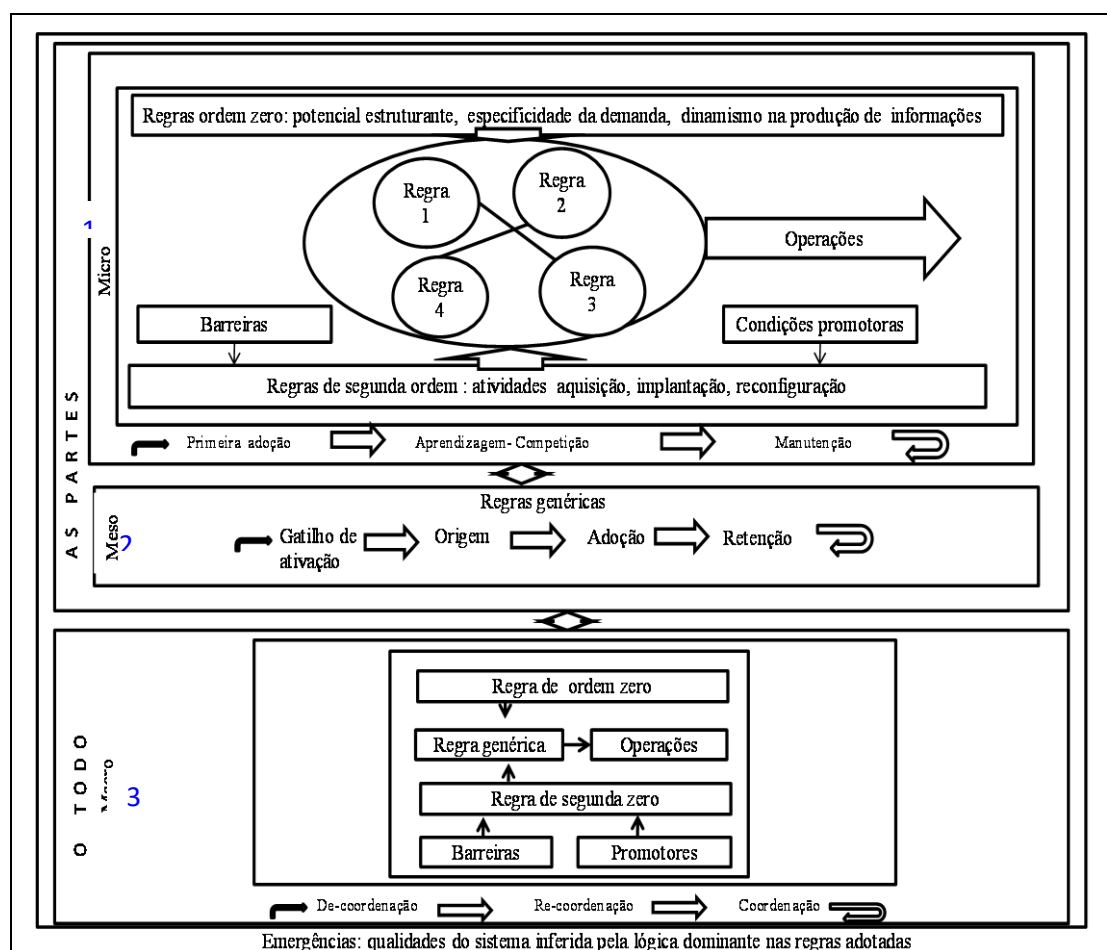 Regras ordem zero: potencial estruturante, especificidade da demanda, dinamismo na produção de informações
Regra
1
Regra
2
Operações
Regra
4
Regra
3
1
Micro
Barreiras
Condições promotoras
Regras de segunda ordem : atividades aquisição, implantação, reconfiguração
Primeira adoção
Aprendizagem- Competição
Manutenção
AS PARTES
Regras genéricas
Meso
2
Gatilho de
ativação
Origem
Adoção
Retenção
O TODO
Macro
3
Regra de ordem zero
Regra genérica
Operações
Regra de segunda zero
Barreiras
Promotores
De-coordenação
Re-coordenação
Coordenação
Emergências: qualidades do sistema inferida pela lógica dominante nas regras adotadas